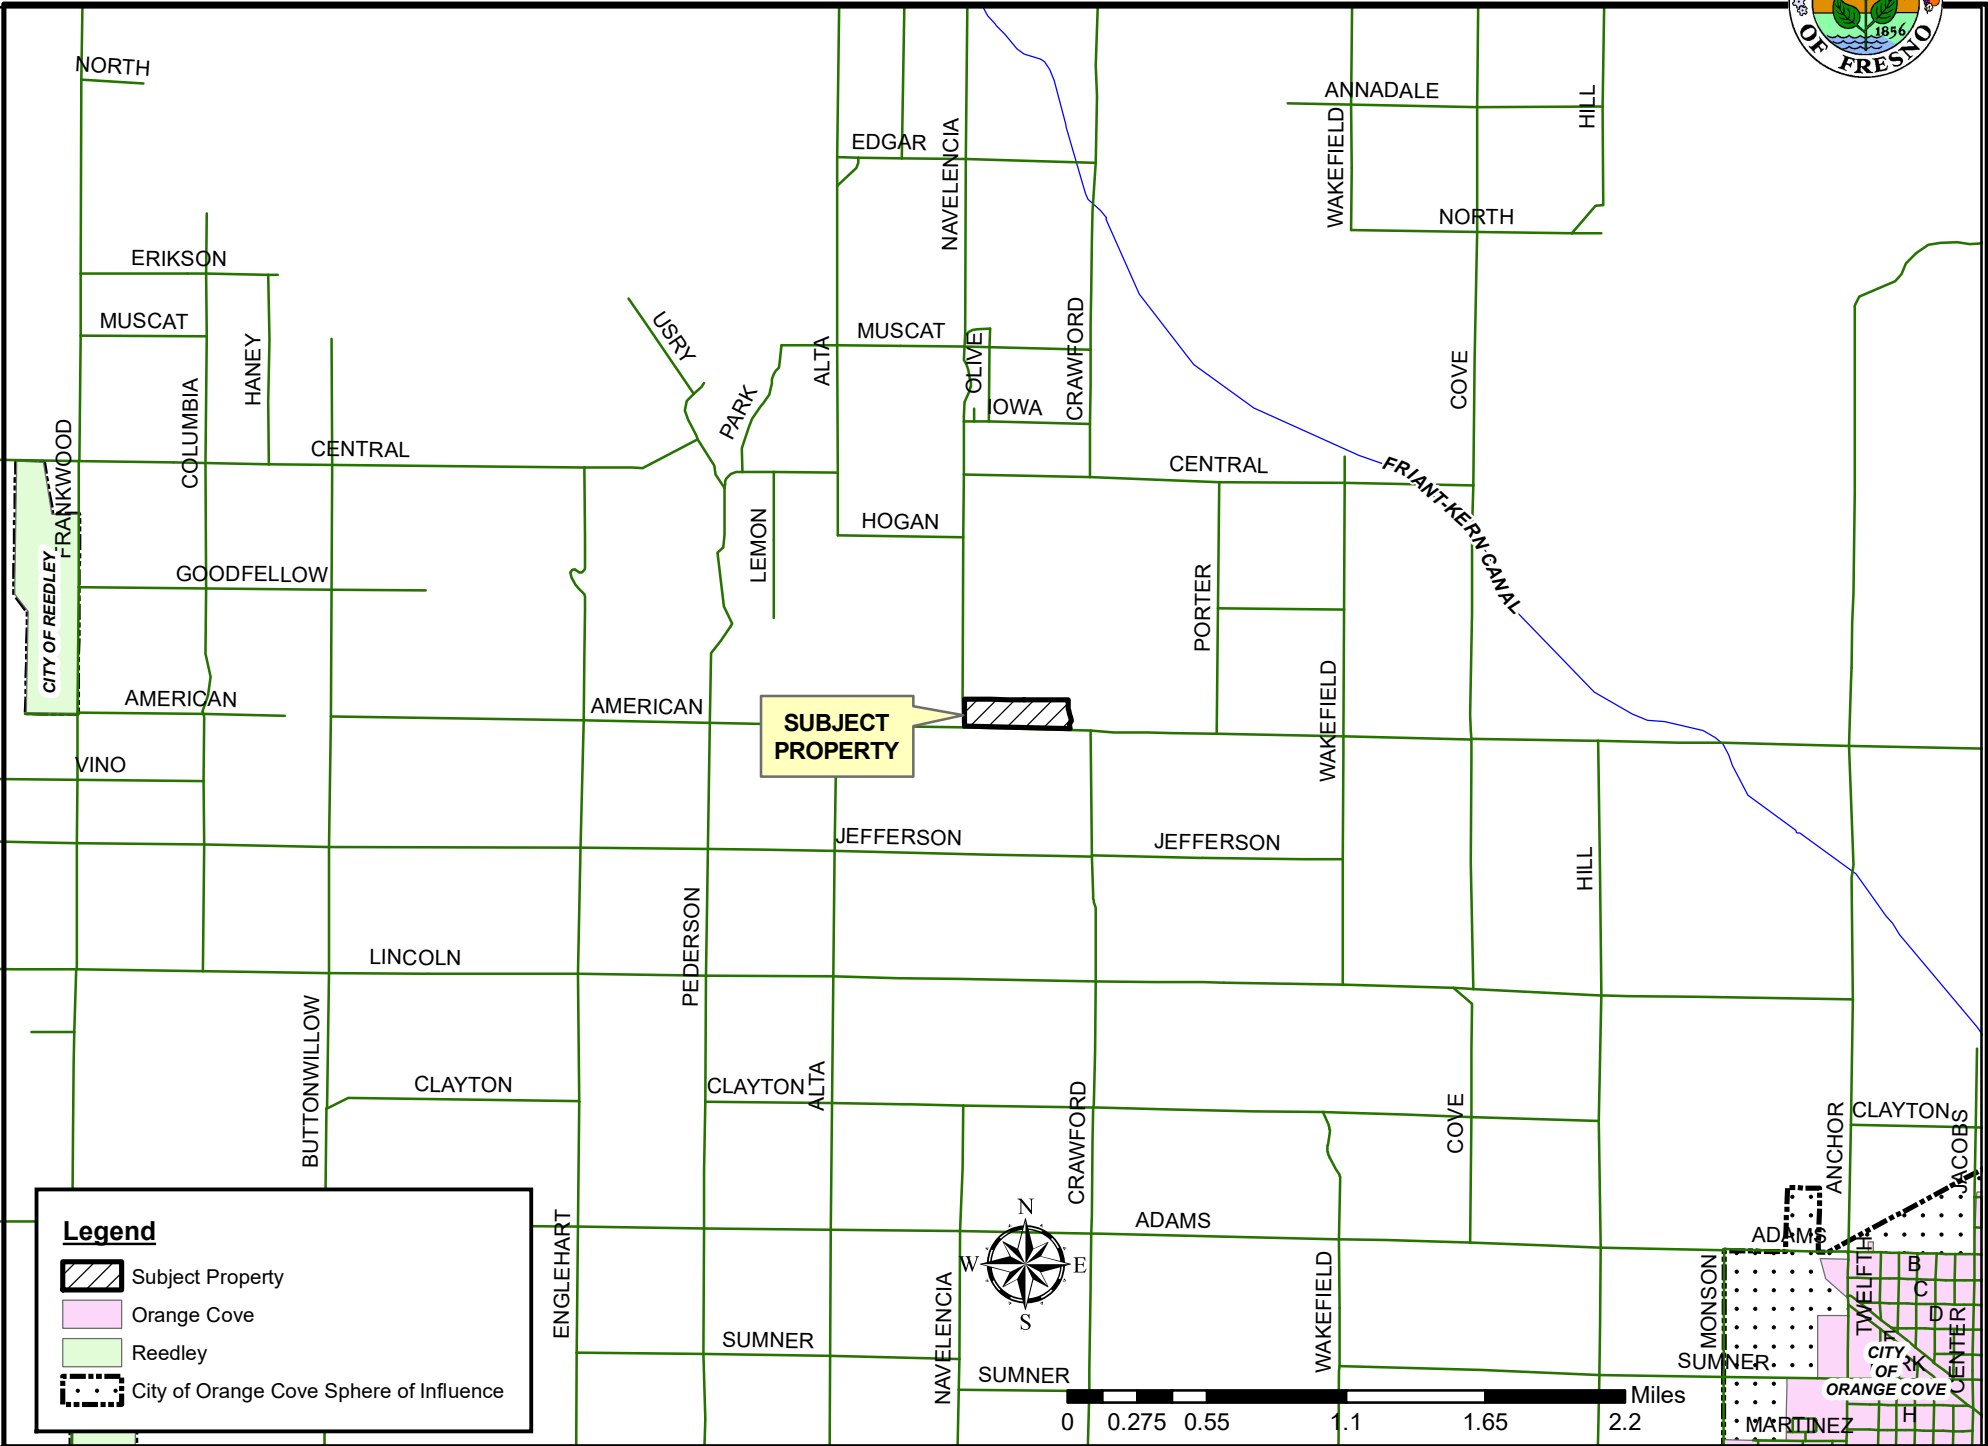 1856
OF FRESNO
NORTH
ANNADALE
HILL
WAKEFIELD
EDGAR
NAVELENCIA
NORTH
ERIKSON
MUSCAT
HANEY
COLUMBIA
USRY
PARK
ALTA
MUSCAT
OLIVE
IOWA
CRAWFORD
COVE
FRANKWOOD
CENTRAL
CENTRAL
FRIANT-KERN CANAL
HOGAN
LEMON
GOODFELLOW
CITY OF REEDLEY
PORTER
WAKEFIELD
AMERICAN
AMERICAN
SUBJECT
PROPERTY
VINO
JEFFERSON
JEFFERSON
HILL
PEDERSON
LINCOLN
BUTTONWILLOW
CLAYTON
CLAYTON
ALTA
CRAWFORD
COVE
ANCHOR
CLAYTON
JACOBS
Legend
Subject Property
Orange Cove
Reedley
City of Orange Cove Sphere of Influence
ENGLEHART
N
W
E
S
ADAMS
ADAMS
NAVELENCIA
WAKEFIELD
MONSON
TWELFTH
B
C
D
CENTER
SUMNER
SUMNER
SUMNER
CITY
OF
ORANGE COVE
H
MARTINEZ
Miles
0 0.275 0.55 1.1 1.65 2.2